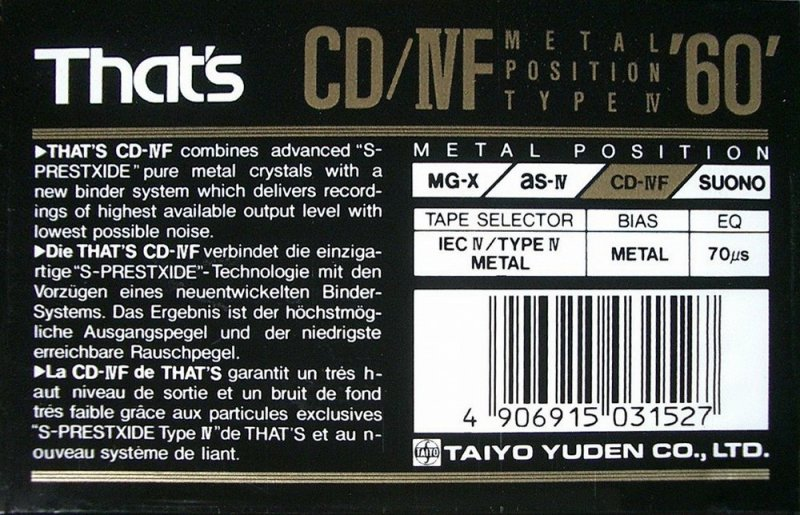 That's
CD/IVF
METAL
POSITION
TYPE IV
'60'
▶THAT'S CD-IVF combines advanced "S-
PRESTXIDE" pure metal crystals with a
new binder system which delivers record-
ings of highest available output level with
lowest possible noise.
▶Die THAT'S CD-IVF verbindet die einziga-
rtige "S-PRESTXIDE"-Technologie mit den
Vorzügen eines neuentwickelten Binder-
Systems. Das Ergebnis ist der höchstmög-
liche Ausgangspegel und der niedrigste
erreichbare Rauschpegel.
▶La CD-IVF de THAT'S garantit un trés h-
aut niveau de sortie et un bruit de fond
trés faible grâce aux particules exclusives
"S-PRESTXIDE Type IV" de THAT'S et au n-
ouveau système de liant.
METAL POSITION
MG-X / aS-IV / CD-IVF / SUONO
TAPE SELECTOR BIAS EQ
IEC IV/TYPE IV METAL 70μs
METAL
4 906915 031527
TAIYO TAIYO YUDEN CO., LTD.